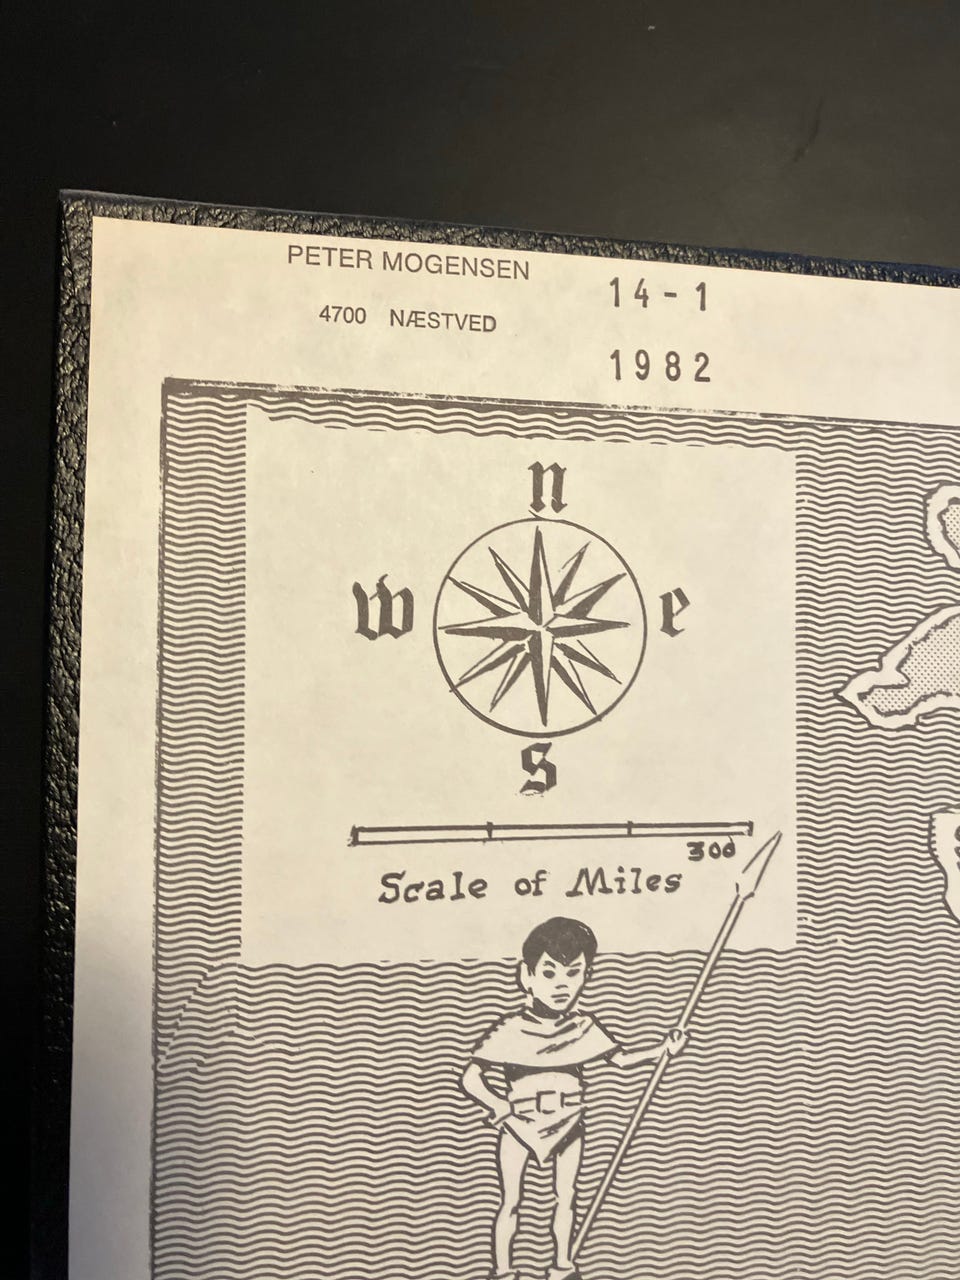 PETER MOGENSEN
4700 NÆSTVED
14-1
1982
n
w
e
s
300
Scale of Miles